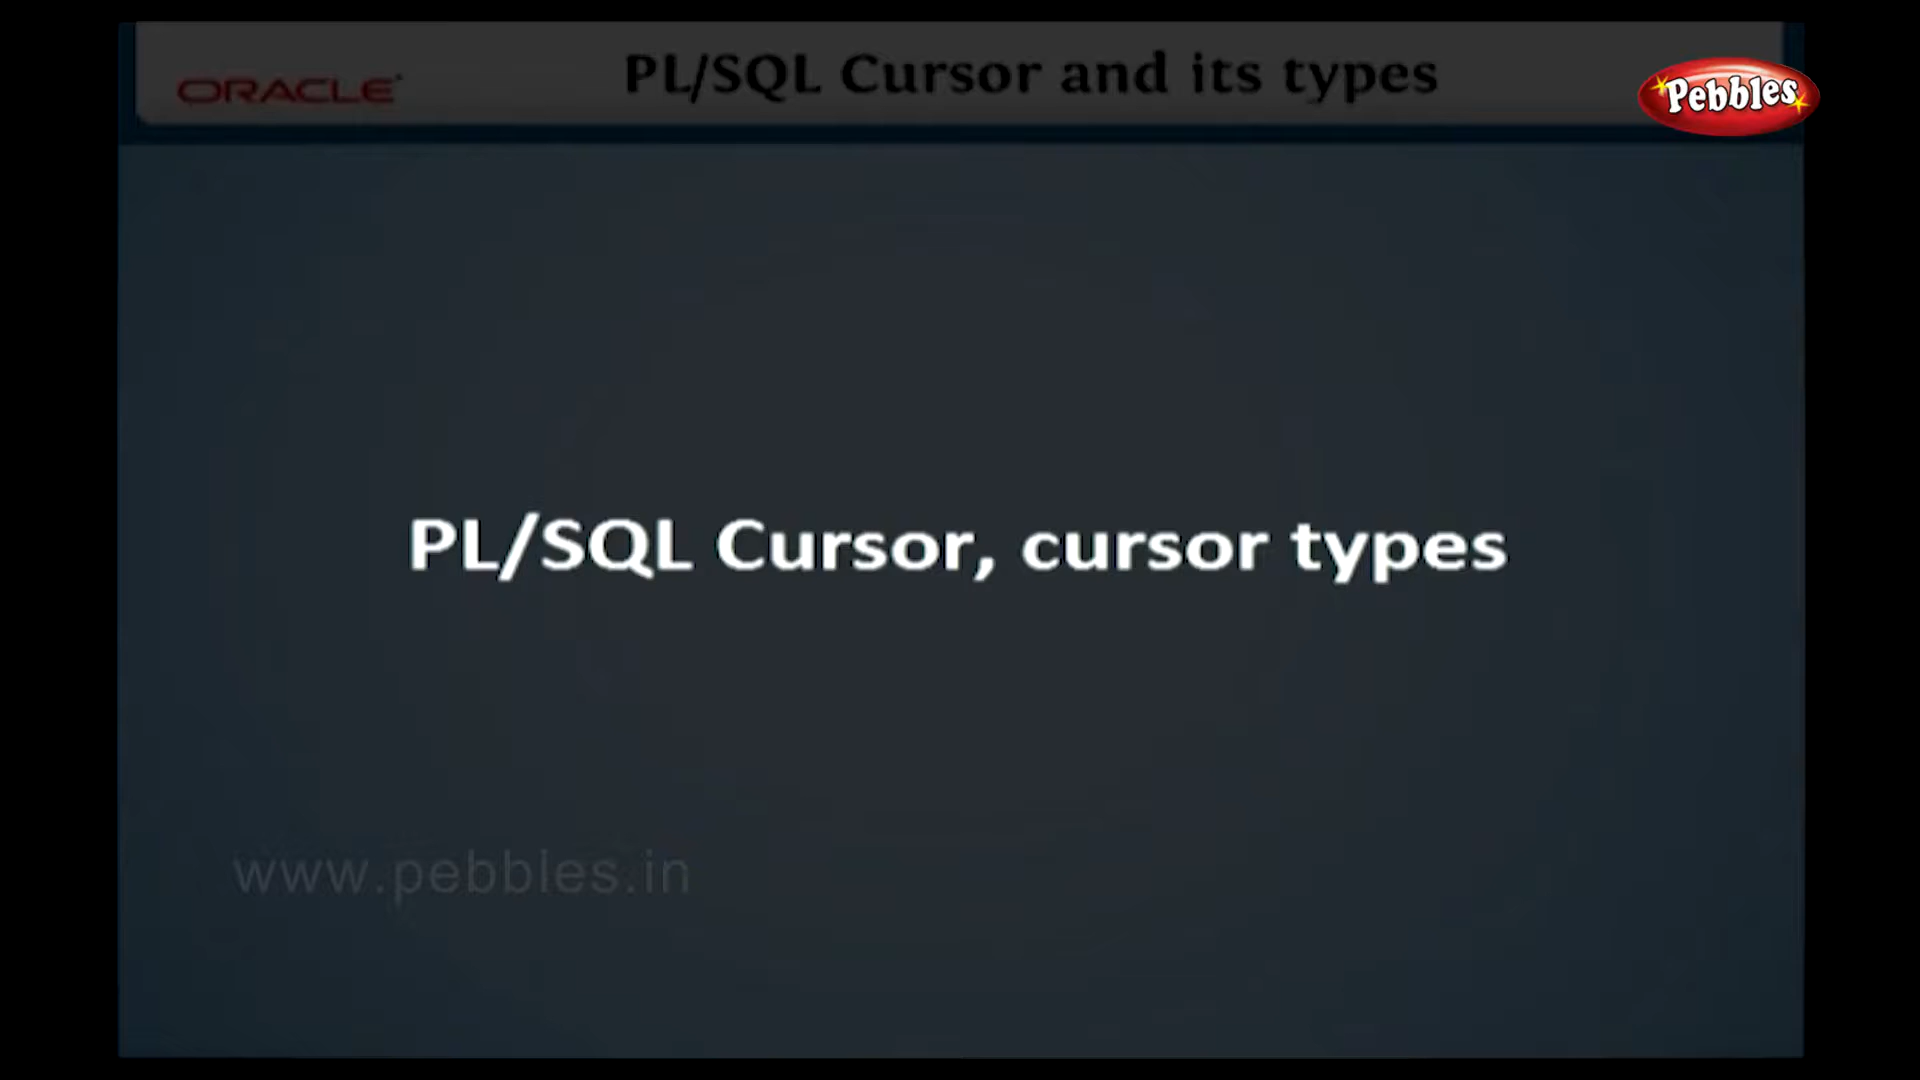 ORACLE
PL/SQL Cursor and its types
Pebbles
PL/SQL Cursor, cursor types
www.pebbles.in